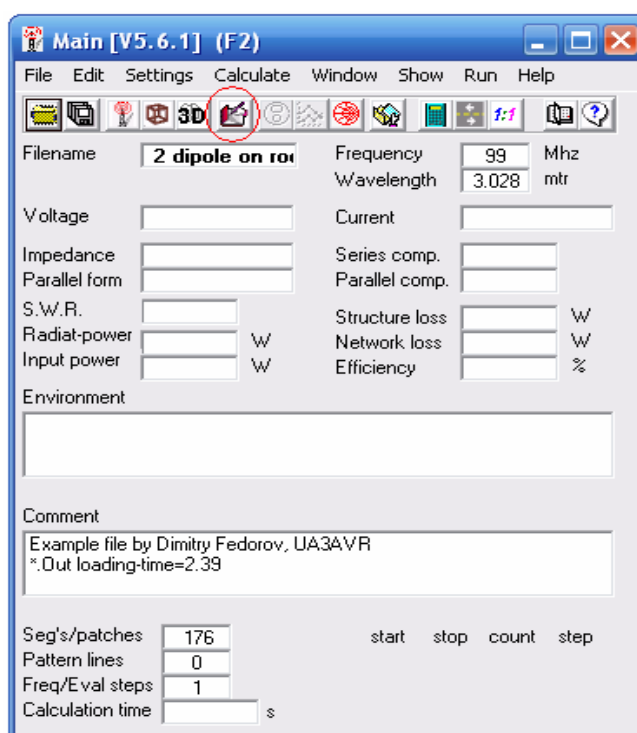 Main [V5.6.1] (F2)
File Edit Settings Calculate Window Show Run Help
3D 1:1
Filename 2 dipole on roo Frequency 99 Mhz
Wavelength 3.028 mtr
Voltage Current
Impedance Series comp.
Parallel form Parallel comp.
S.W.R. Structure loss W
Radiat-power W Network loss W
Input power W Efficiency %
Environment
Comment
Example file by Dimitry Fedorov, UA3AVR
*.Out loading-time=2.39
Seg's/patches 176 start stop count step
Pattern lines 0
Freq/Eval steps 1
Calculation time s